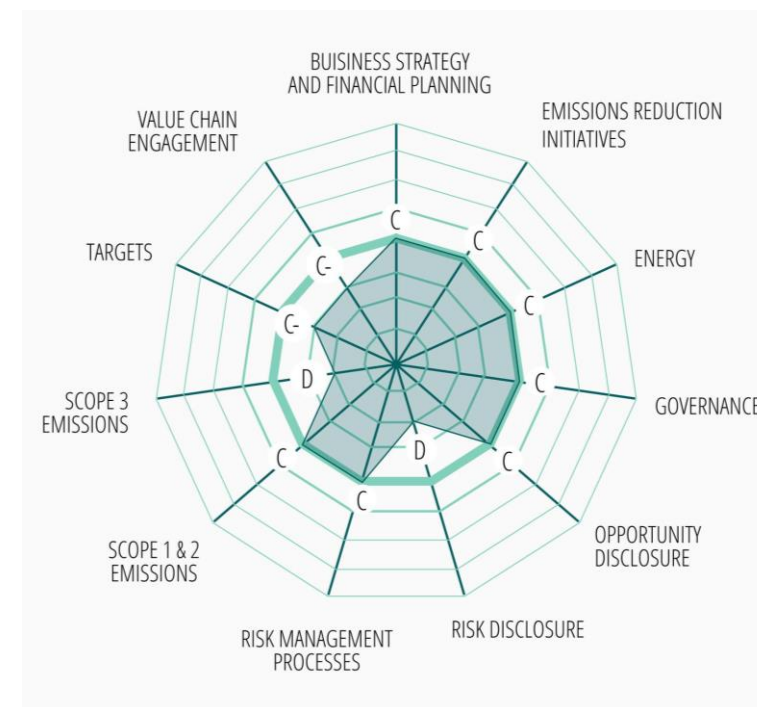 BUISINESS STRATEGY
AND FINANCIAL PLANNING
EMISSIONS REDUCTION
INITIATIVES
VALUE CHAIN
ENGAGEMENT
C
C
C-
TARGETS
ENERGY
C-
C
D
C
SCOPE 3
EMISSIONS
GOVERNANCE
C
D
C
C
SCOPE 1 & 2
EMISSIONS
OPPORTUNITY
DISCLOSURE
RISK MANAGEMENT
PROCESSES
RISK DISCLOSURE